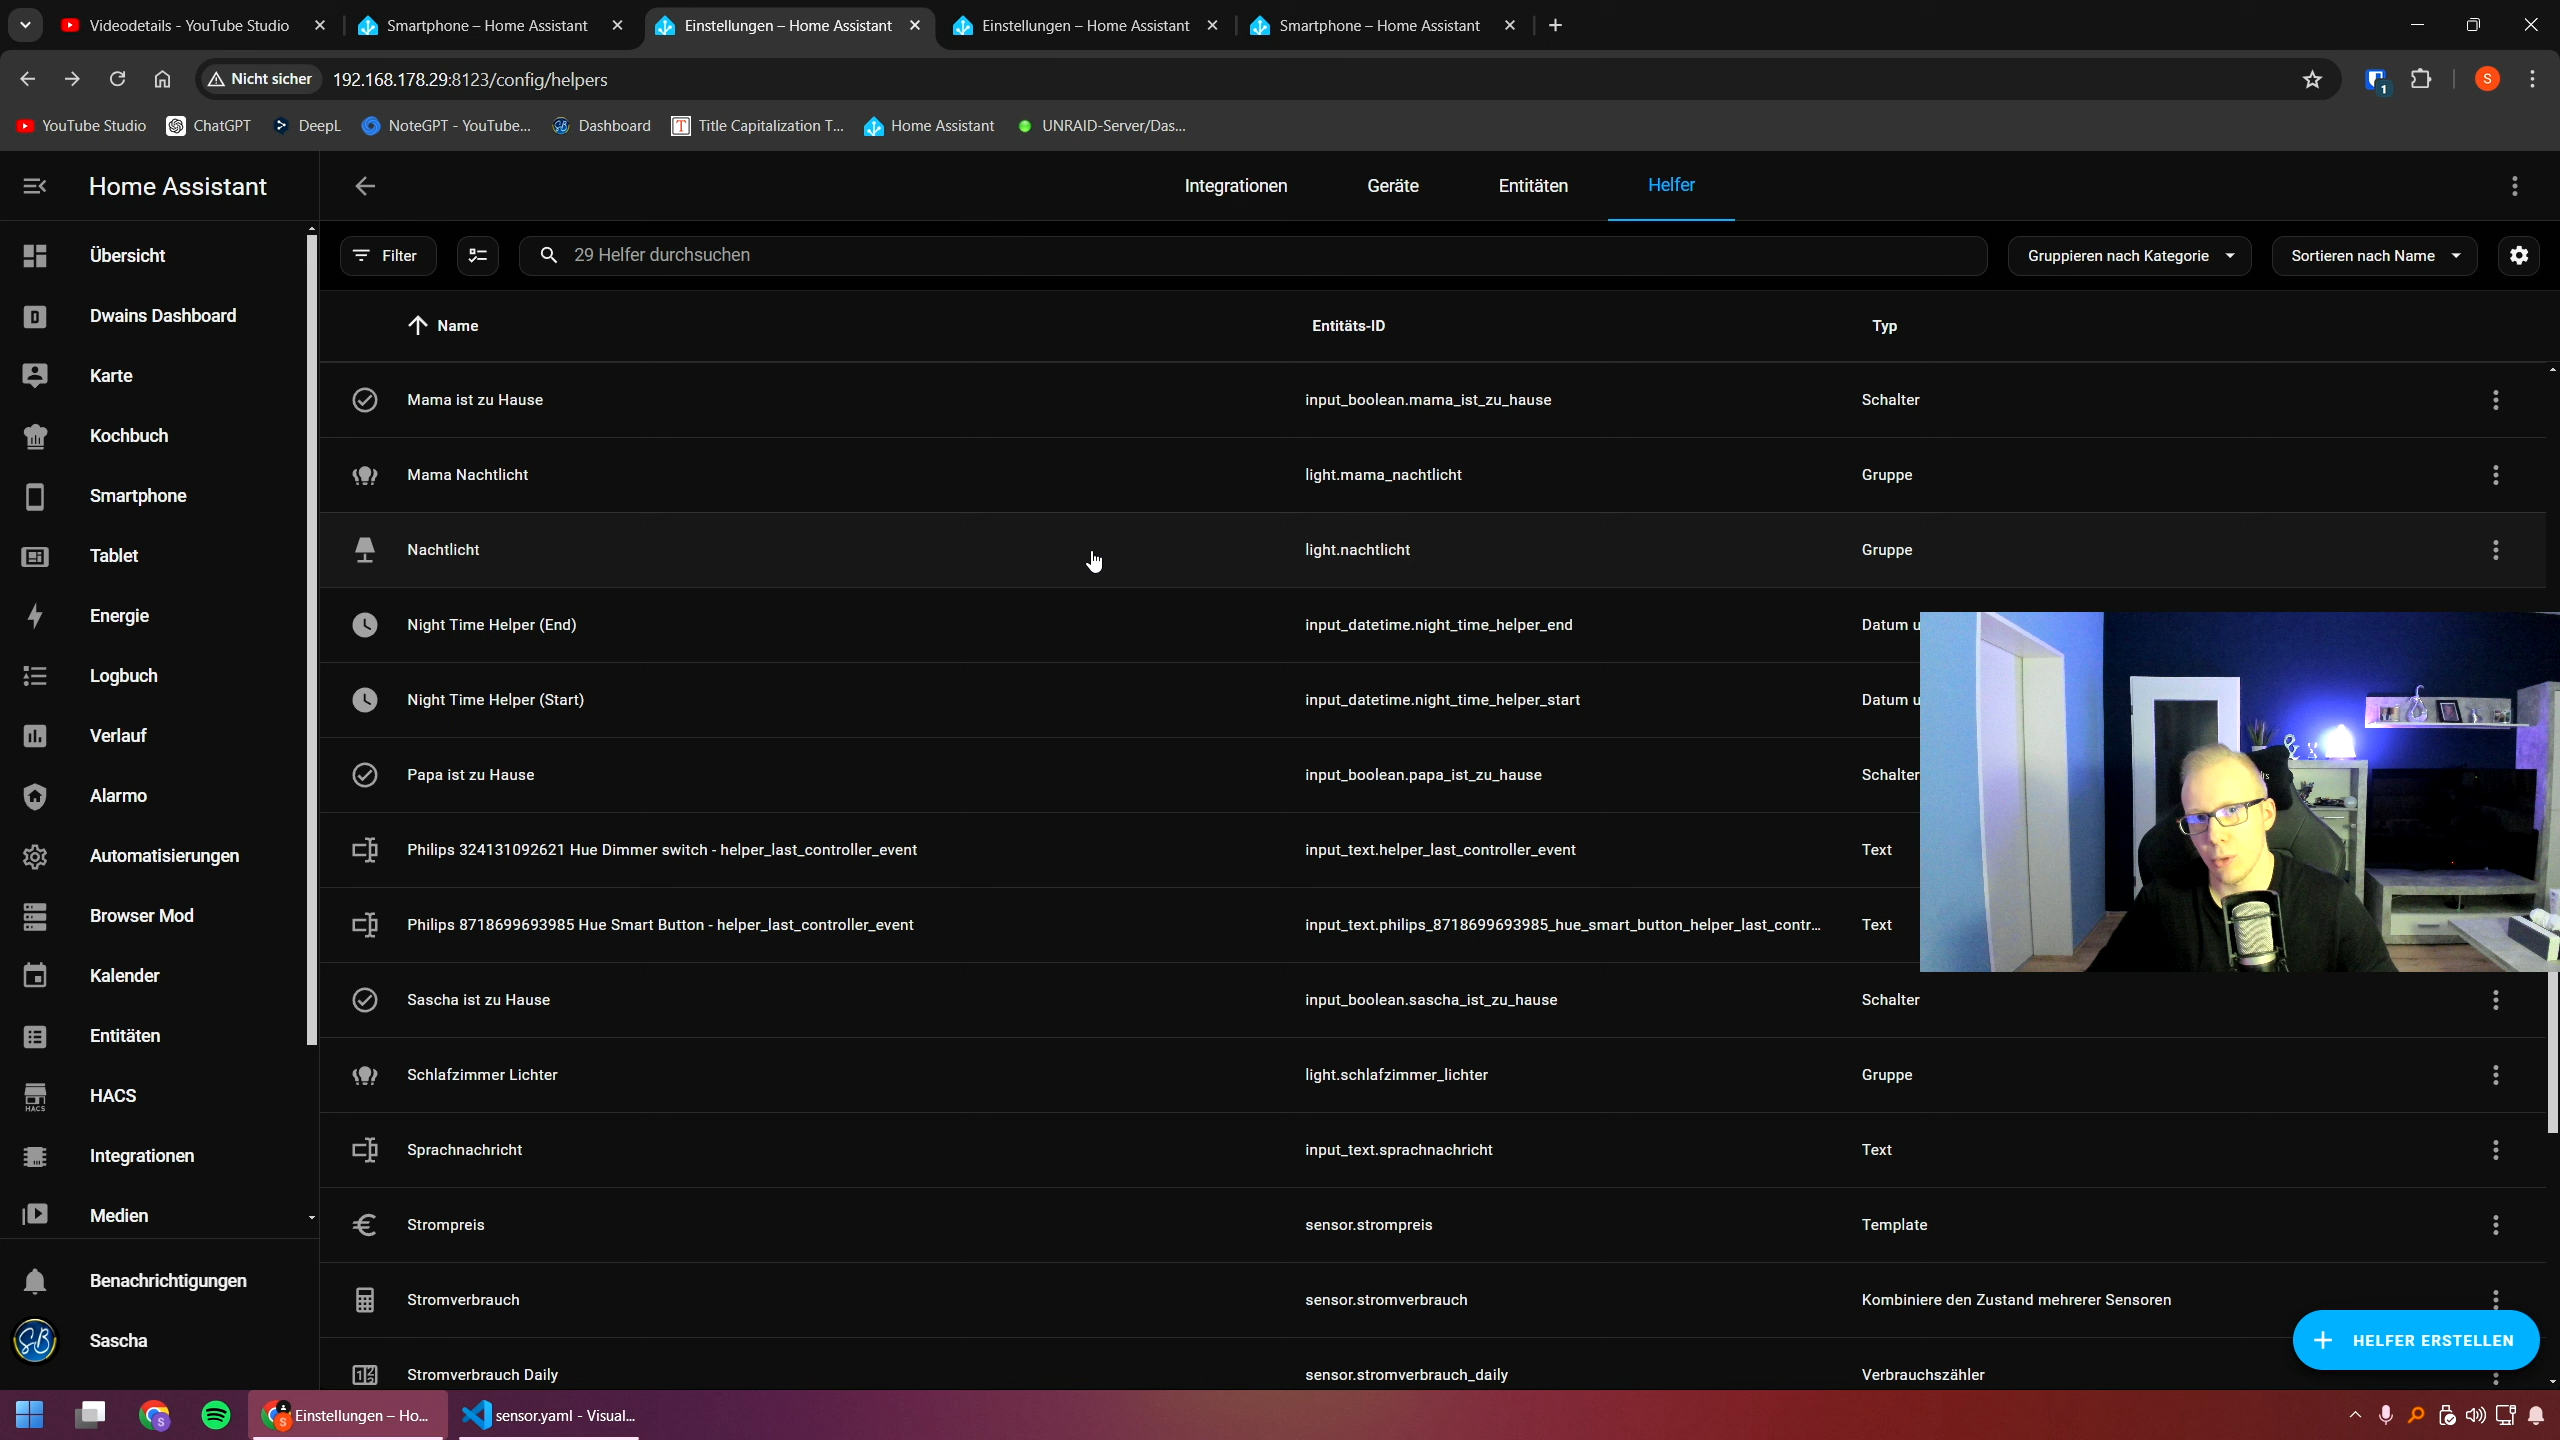 Videodetails - YouTube Studio
Smartphone – Home Assistant
Einstellungen – Home Assistant
Einstellungen – Home Assistant
Smartphone – Home Assistant
Nicht sicher
192.168.178.29:8123/config/helpers
S
1
YouTube Studio
ChatGPT
DeepL
NoteGPT - YouTube...
Dashboard
Title Capitalization T...
Home Assistant
UNRAID-Server/Das...
Home Assistant
Integrationen
Geräte
Entitäten
Helfer
Übersicht
Dwains Dashboard
Karte
Kochbuch
Smartphone
Tablet
Energie
Logbuch
Verlauf
Alarmo
Automatisierungen
Browser Mod
Kalender
Entitäten
HACS
HACS
Integrationen
Medien
Benachrichtigungen
SB
Sascha
Filter
29 Helfer durchsuchen
Gruppieren nach Kategorie
Sortieren nach Name
Name Entitäts-ID Typ
Mama ist zu Hause input_boolean.mama_ist_zu_hause Schalter
Mama Nachtlicht light.mama_nachtlicht Gruppe
Nachtlicht light.nachtlicht Gruppe
Night Time Helper (End) input_datetime.night_time_helper_end Datum u
Night Time Helper (Start) input_datetime.night_time_helper_start Datum u
Papa ist zu Hause input_boolean.papa_ist_zu_hause Schalter
Philips 324131092621 Hue Dimmer switch - helper_last_controller_event input_text.helper_last_controller_event Text
Philips 8718699693985 Hue Smart Button - helper_last_controller_event input_text.philips_8718699693985_hue_smart_button_helper_last_contr... Text
Sascha ist zu Hause input_boolean.sascha_ist_zu_hause Schalter
Schlafzimmer Lichter light.schlafzimmer_lichter Gruppe
Sprachnachricht input_text.sprachnachricht Text
Strompreis sensor.strompreis Template
Stromverbrauch sensor.stromverbrauch Kombiniere den Zustand mehrerer Sensoren
Stromverbrauch Daily sensor.stromverbrauch_daily Verbrauchszähler
HELFER ERSTELLEN
Einstellungen – Ho...
sensor.yaml - Visual...